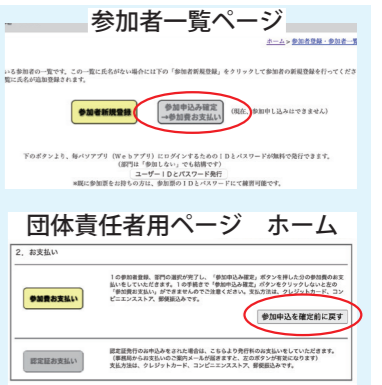 参加者一覧ページ
ホーム > 参加者登録・参加者一覧
いる参加者の一覧です。この一覧に氏名がない場合には下の「参加者新規登録」をクリックして参加者の新規登録を行ってくださ
覧に氏名が追加登録されます。
参加者新規登録
参加申込み確定
→参加費お支払い
(現在、参加申し込みはできません)
下のボタンより、毎パソアプリ（Ｗｅｂアプリ）にログインするためのＩＤとパスワードが無料で発行できます。
（部門は「参加しない」でも結構です）
ユーザーＩＤとパスワード発行
※既に参加票をお持ちの方は、参加票のＩＤとパスワードにて練習可能です。
団体責任者用ページ　ホーム
2、お支払い
１の参加者登録、部門の選択が完了し、「参加申込み確定」ボタンを押した分の参加費のお支
払いをしていただきます。１の手続きで「参加申込み確定」ボタンをクリックしないと左の
「参加費お支払い」ができませんのでご注意ください。支払方法は、クレジットカード、コン
ビニエンスストア、郵便振込みです。
参加費お支払い
参加申込を確定前に戻す
認定証お支払い
認定証発行のお申込みをされた場合は、こちらより発行料のお支払いをしていただきます。
（事務局からお支払いのご案内メールが届きますと、左のボタンが有効になります）
支払方法は、クレジットカード、コンビニエンスストア、郵便振込みです。